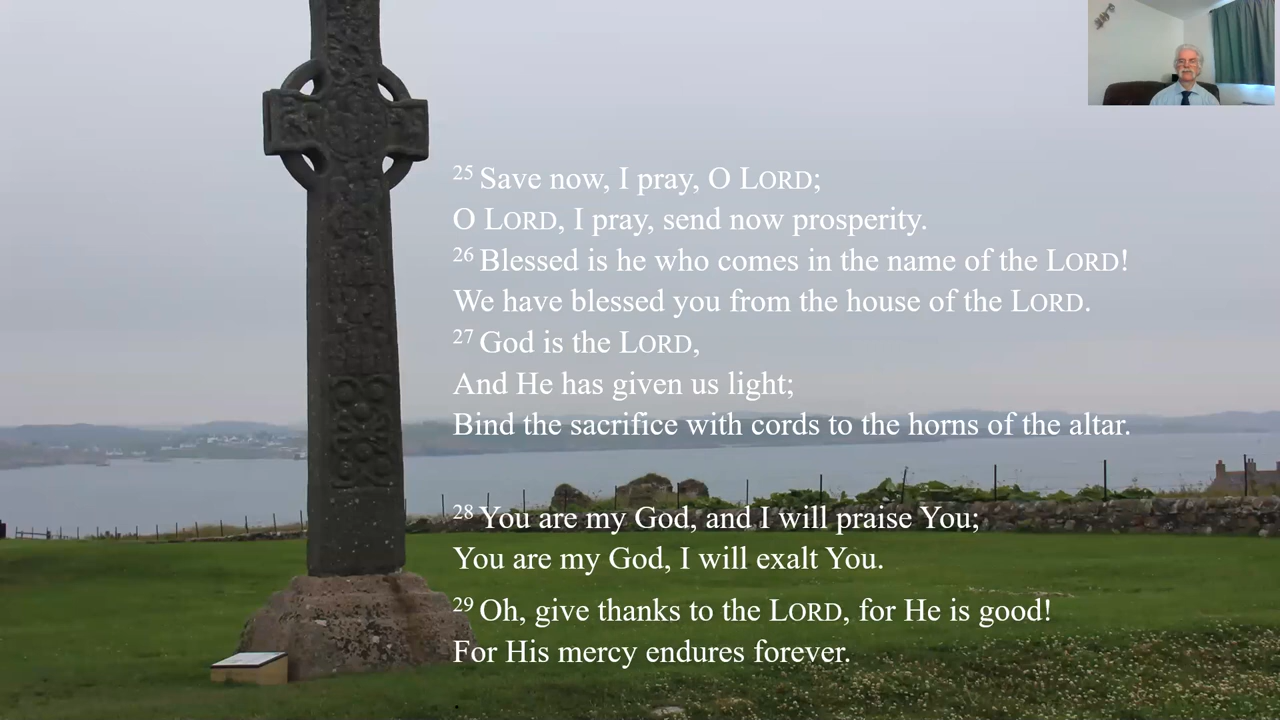 25 Save now, I pray, O LORD;
O LORD, I pray, send now prosperity.
26 Blessed is he who comes in the name of the LORD!
We have blessed you from the house of the LORD.
27 God is the LORD,
And He has given us light;
Bind the sacrifice with cords to the horns of the altar.
28 You are my God, and I will praise You;
You are my God, I will exalt You.
29 Oh, give thanks to the LORD, for He is good!
For His mercy endures forever.